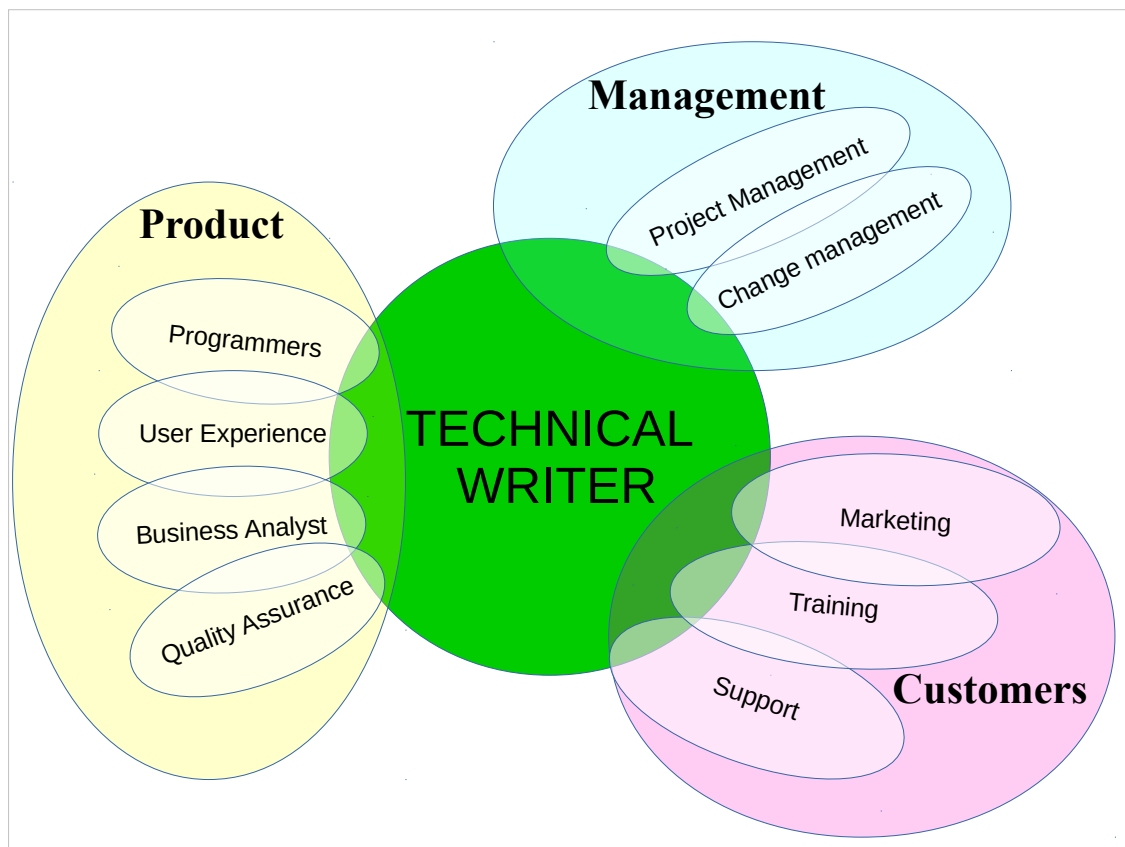 Management
Project Management
Change management
Product
Programmers
User Experience
Business Analyst
Quality Assurance
TECHNICAL
WRITER
Marketing
Training
Support
Customers